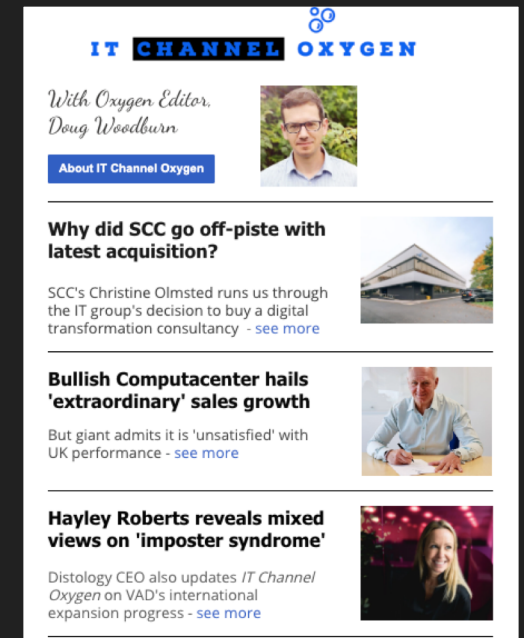 IT CHANNEL OXYGEN
With Oxygen Editor,
Doug Woodburn
About IT Channel Oxygen
Why did SCC go off-piste with
latest acquisition?
SCC's Christine Olmsted runs us through
the IT group's decision to buy a digital
transformation consultancy - see more
Bullish Computacenter hails
'extraordinary' sales growth
But giant admits it is 'unsatisfied' with
UK performance - see more
Hayley Roberts reveals mixed
views on 'imposter syndrome'
Distology CEO also updates IT Channel
Oxygen on VAD's international
expansion progress - see more